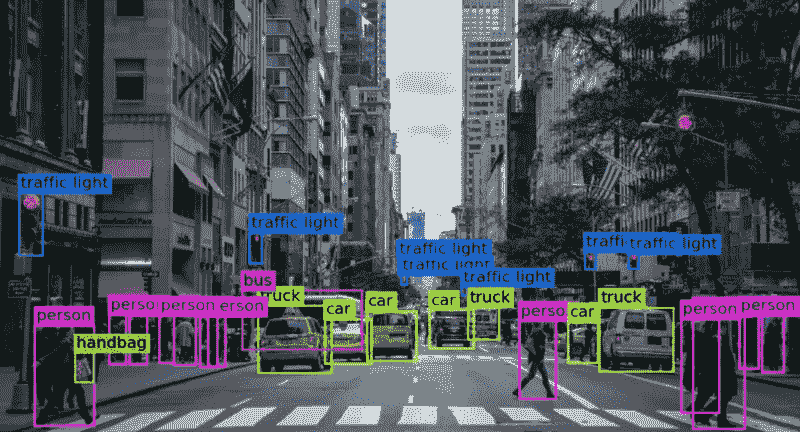 traffic light
traffic light
traffic light
traffic light
traffic light
traffi
traffic light
bus
truck
car
car
car
truck
car
truck
person
perso
person
erson
perso
person
person
handbag